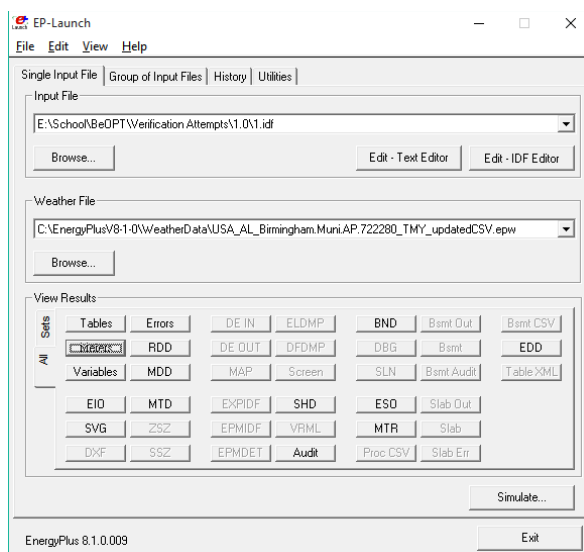 EP-Launch
File Edit View Help
Single Input File Group of Input Files History Utilities
Input File
E:\School\BeOPT\Verification Attempts\1.0\1.idf
Browse... Edit - Text Editor Edit - IDF Editor
Weather File
C:\EnergyPlusV8-1-0\WeatherData\USA_AL_Birmingham.Muni.AP.722280_TMY_updatedCSV.epw
Browse...
View Results
Sets
All
Tables Errors DE IN ELDMP BND Bsmt Out Bsmt CSV
Meters RDD DE OUT DFDMP DBG Bsmt EDD
Variables MDD MAP Screen SLN Bsmt Audit Table XML
EIO MTD EXPIDF SHD ESO Slab Out
SVG ZSZ EPMIDF VRML MTR Slab
DXF SSZ EPMDET Audit Proc CSV Slab Err
Simulate...
EnergyPlus 8.1.0.009 Exit